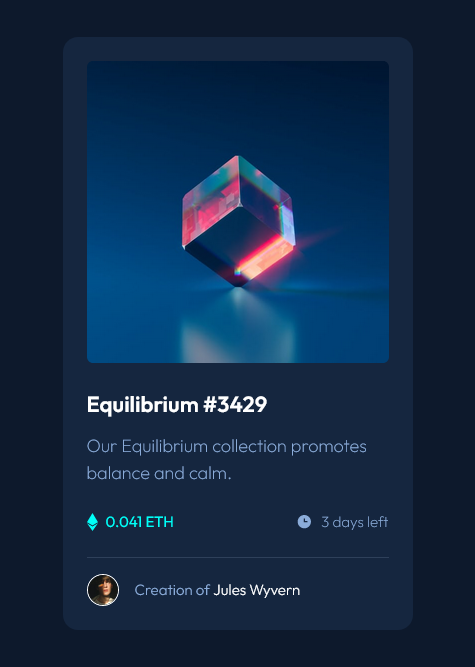 Equilibrium #3429
Our Equilibrium collection promotes
balance and calm.
0.041 ETH
3 days left
Creation of Jules Wyvern